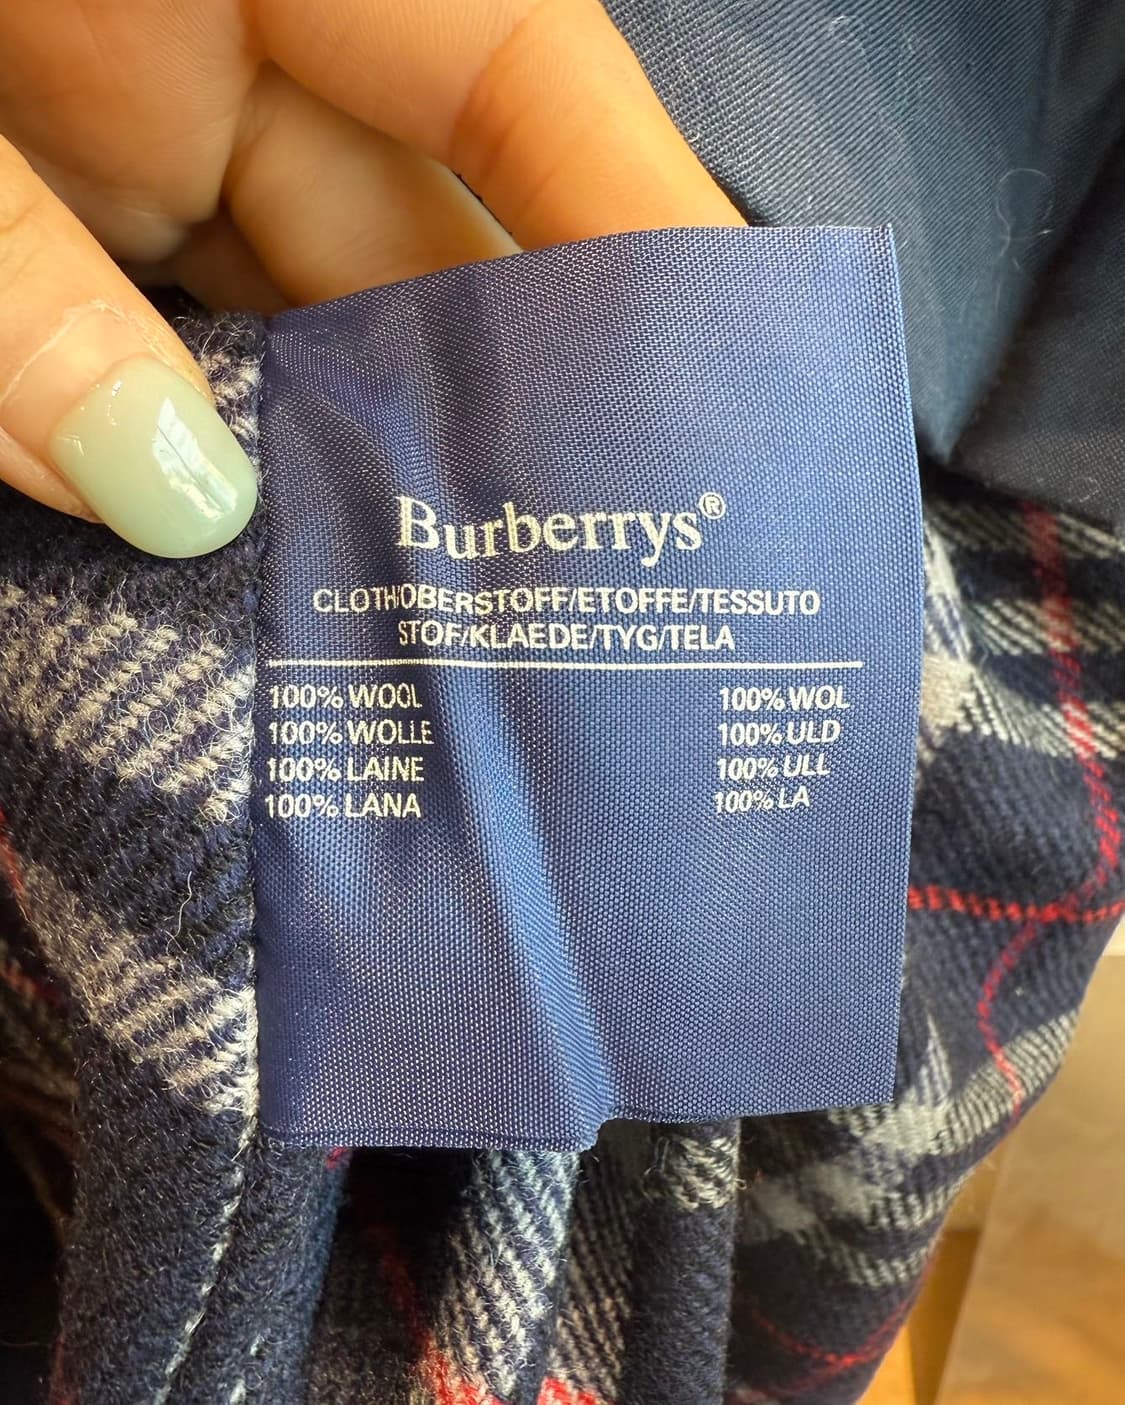 Burberrys®
CLOTH/OBERSTOFF/ETOFFE/TESSUTO
STOF/KLAEDE/TYG/TELA
100% WOOL 100% WOL
100% WOLLE 100% ULD
100% LAINE 100% ULL
100% LANA 100% LA